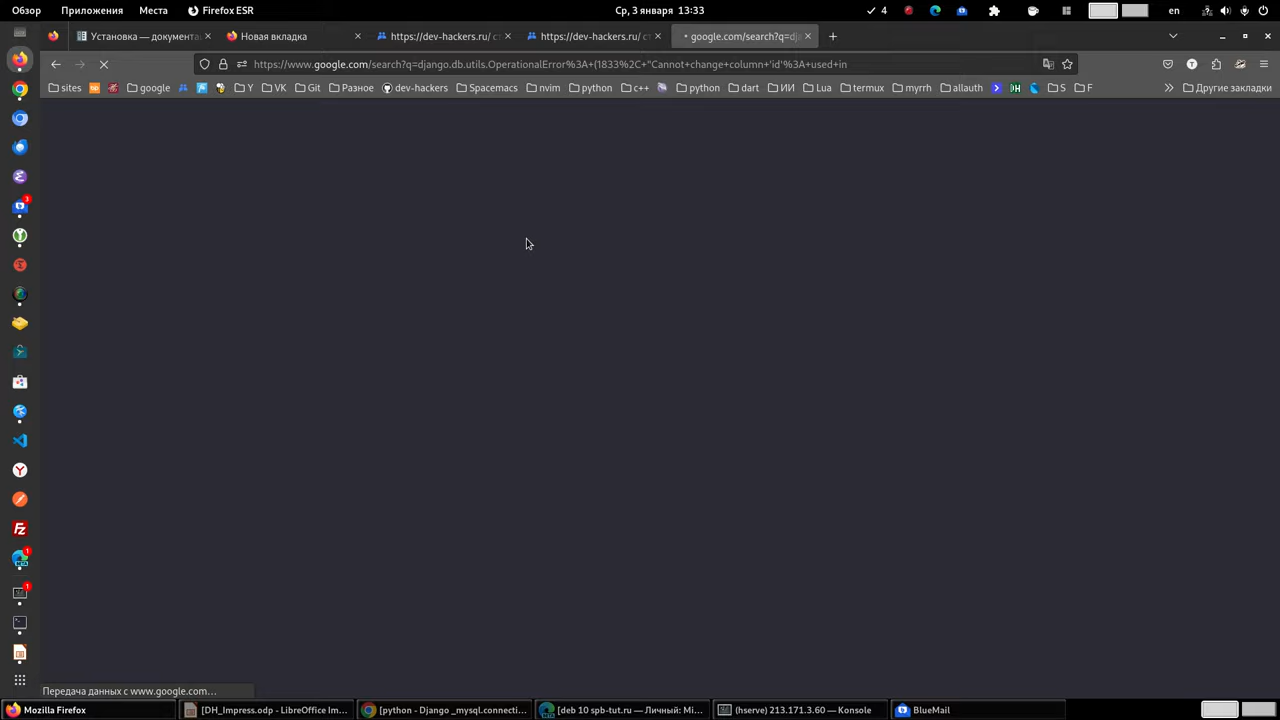 Обзор Приложения Места Firefox ESR Ср, 3 января 13:33 4 en
Установка — документа Новая вкладка https://dev-hackers.ru/ ст https://dev-hackers.ru/ ст google.com/search?q=dj
https://www.google.com/search?q=django.db.utils.OperationalError%3A+(1833%2C+"Cannot+change+column+'id'%3A+used+in
sites google Y VK Git Разное dev-hackers Spacemacs nvim python c++ python dart ИИ Lua termux myrrh allauth S F Другие закладки
Передача данных с www.google.com…
Mozilla Firefox [DH_Impress.odp - LibreOffice Im… [python - Django _mysql.connecti… [deb 10 spb-tut.ru — Личный: Mi… (hserve) 213.171.3.60 — Konsole BlueMail